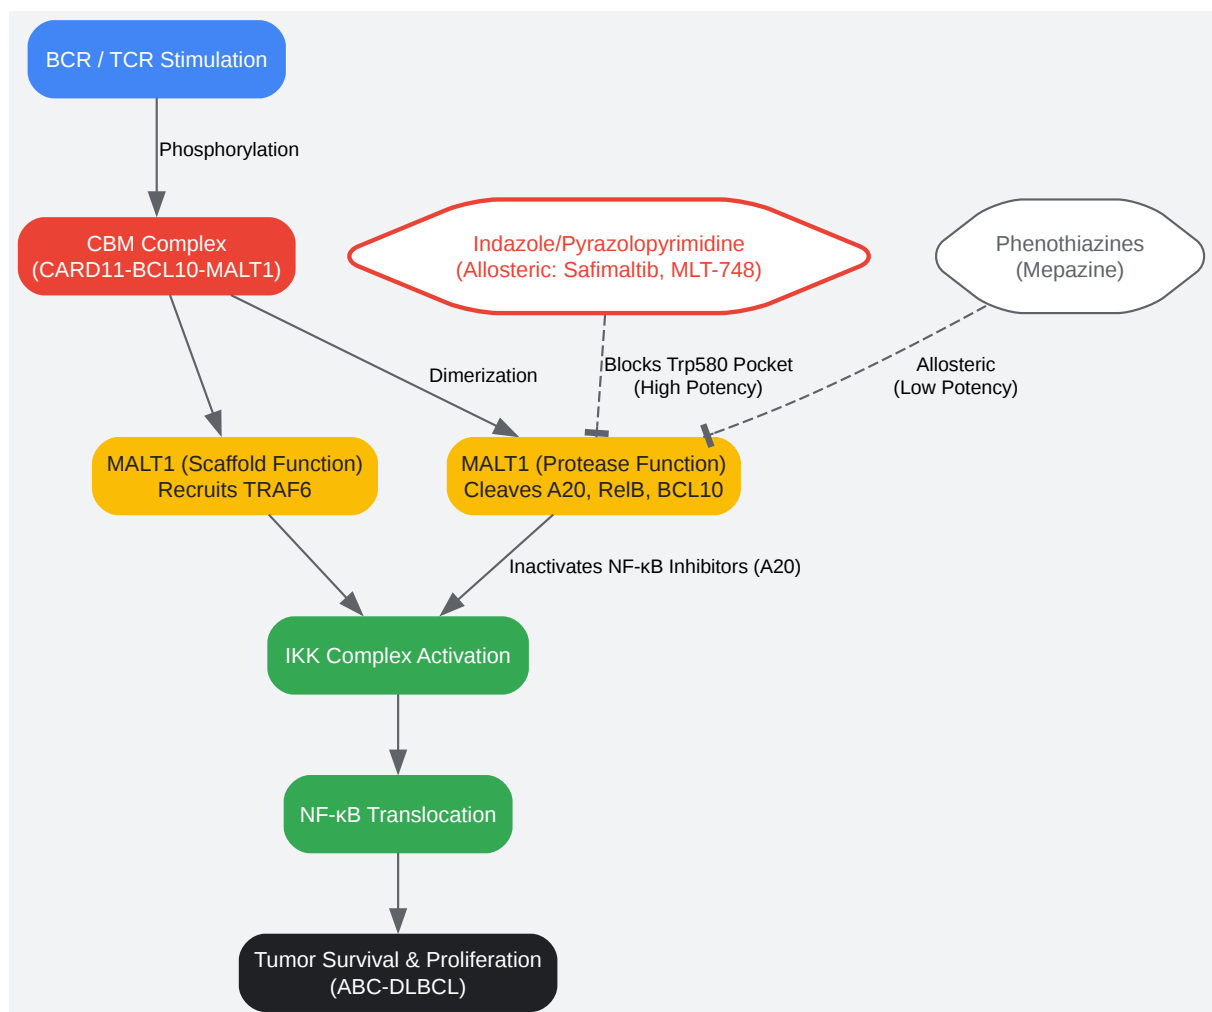 BCR / TCR Stimulation
Phosphorylation
CBM Complex
(CARD11-BCL10-MALT1)
Indazole/Pyrazolopyrimidine
(Allosteric: Safimaltib, MLT-748)
Phenothiazines
(Mepazine)
Dimerization
Blocks Trp580 Pocket
(High Potency)
Allosteric
(Low Potency)
MALT1 (Scaffold Function)
Recruits TRAF6
MALT1 (Protease Function)
Cleaves A20, RelB, BCL10
Inactivates NF-κB Inhibitors (A20)
IKK Complex Activation
NF-κB Translocation
Tumor Survival & Proliferation
(ABC-DLBCL)